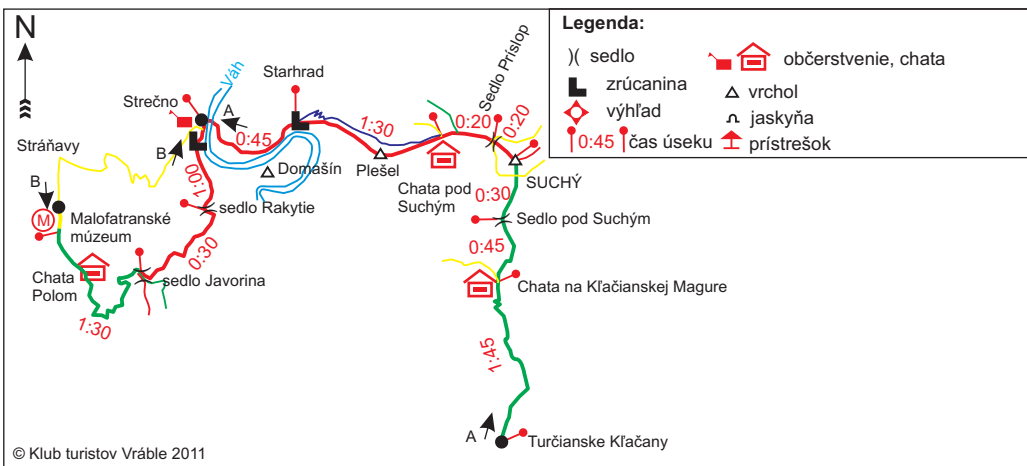 N
Legenda:
)( sedlo
zrúcanina
výhľad
0:45 čas úseku
občerstvenie, chata
vrchol
jaskyňa
prístrešok
Váh
Starhrad
Strečno
A
0:45
1:30
0:20
Sedlo Príslop
0:20
B
Stráňavy
Domašín
Plešel
Chata pod
Suchým
SUCHÝ
B
1:00
0:30
M
Malofatranské
múzeum
sedlo Rakytie
Sedlo pod Suchým
0:30
0:45
Chata
Polom
sedlo Javorina
Chata na Kľačianskej Magure
1:30
1:45
A
Turčianske Kľačany
© Klub turistov Vráble 2011